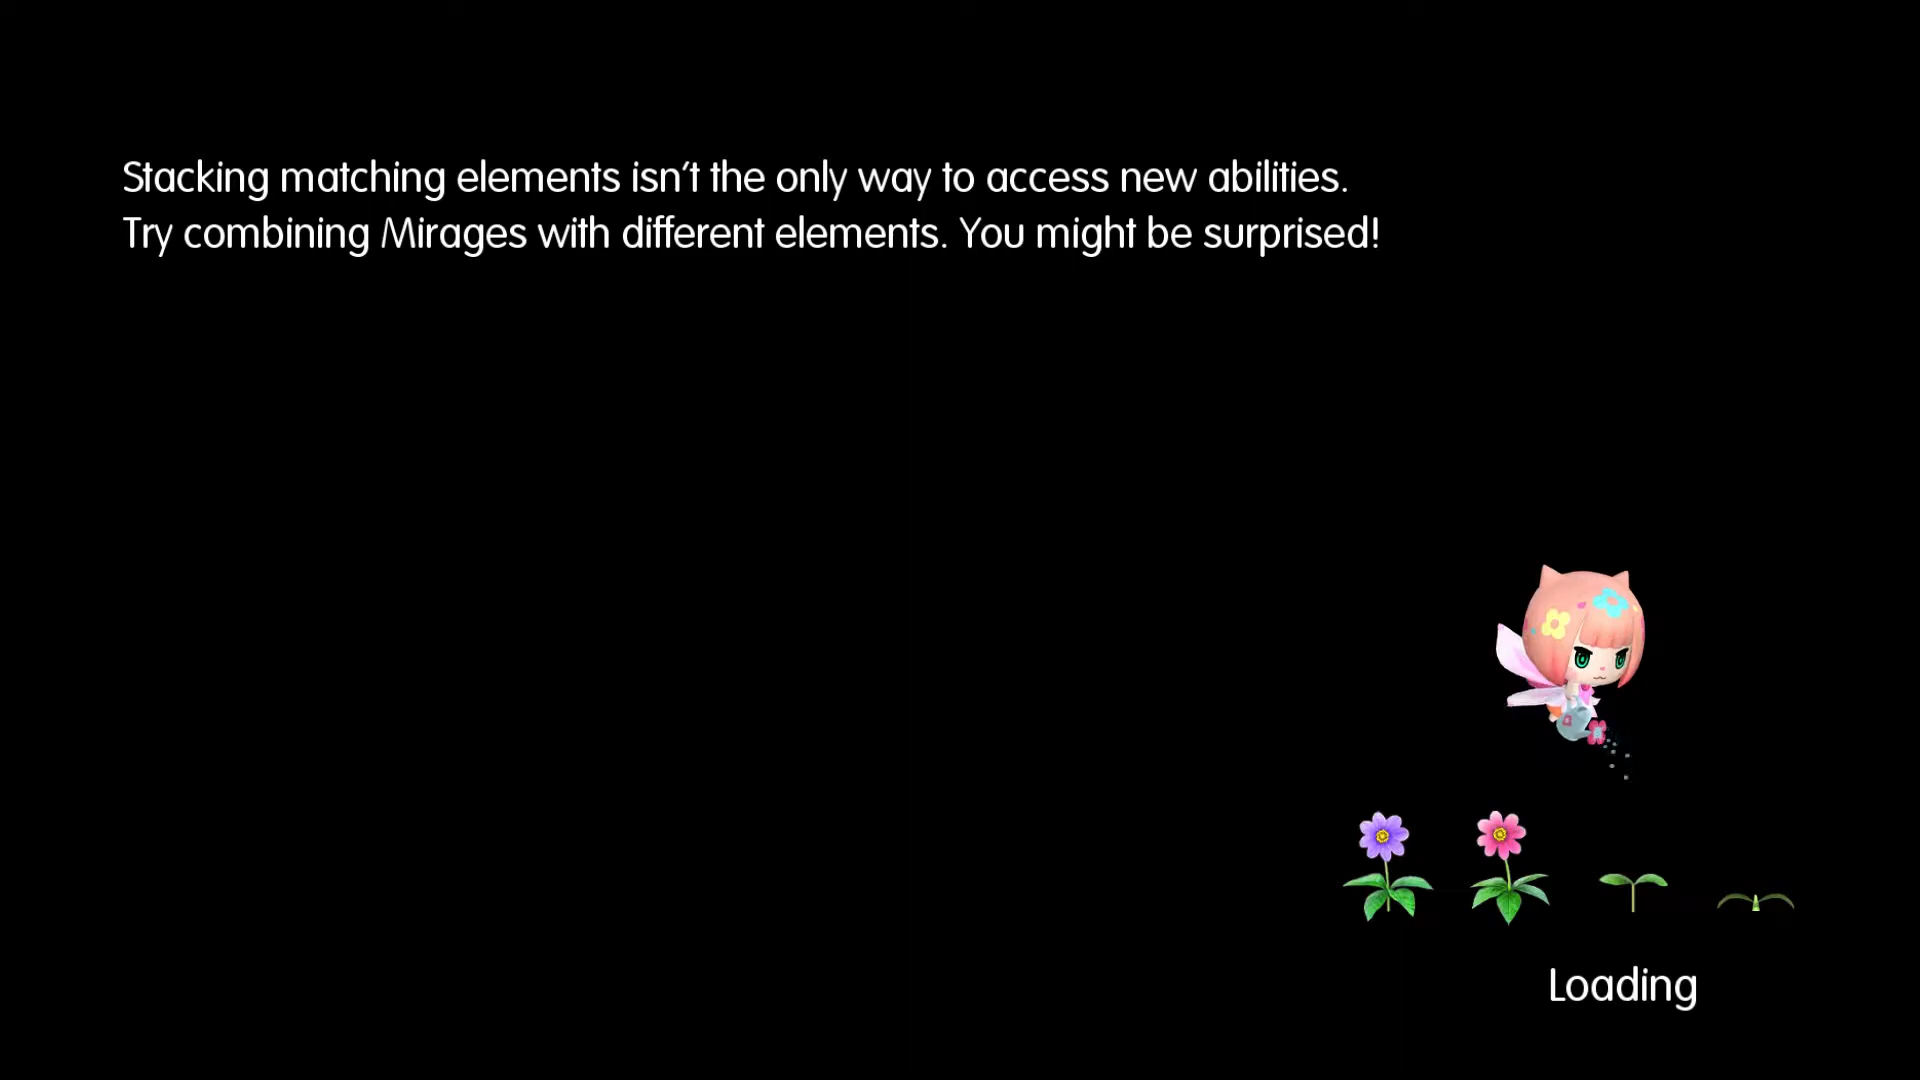 Stacking matching elements isn’t the only way to access new abilities.
Try combining Mirages with different elements. You might be surprised!
Loading